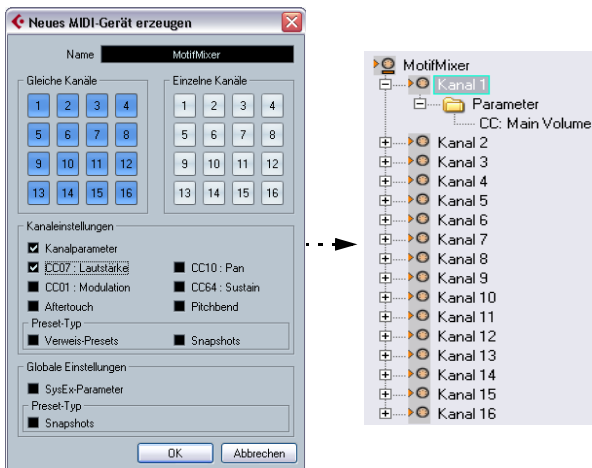 Neues MIDI-Gerät erzeugen
Name MotifMixer
Gleiche Kanäle
1 2 3 4
5 6 7 8
9 10 11 12
13 14 15 16
Einzelne Kanäle
1 2 3 4
5 6 7 8
9 10 11 12
13 14 15 16
Kanaleinstellungen
Kanalparameter
CC07 : Lautstärke CC10 : Pan
CC01 : Modulation CC64 : Sustain
Aftertouch Pitchbend
Preset-Typ
Verweis-Presets Snapshots
Globale Einstellungen
SysEx-Parameter
Preset-Typ
Snapshots
OK Abbrechen
MotifMixer
Kanal 1
Parameter
CC: Main Volume
Kanal 2
Kanal 3
Kanal 4
Kanal 5
Kanal 6
Kanal 7
Kanal 8
Kanal 9
Kanal 10
Kanal 11
Kanal 12
Kanal 13
Kanal 14
Kanal 15
Kanal 16